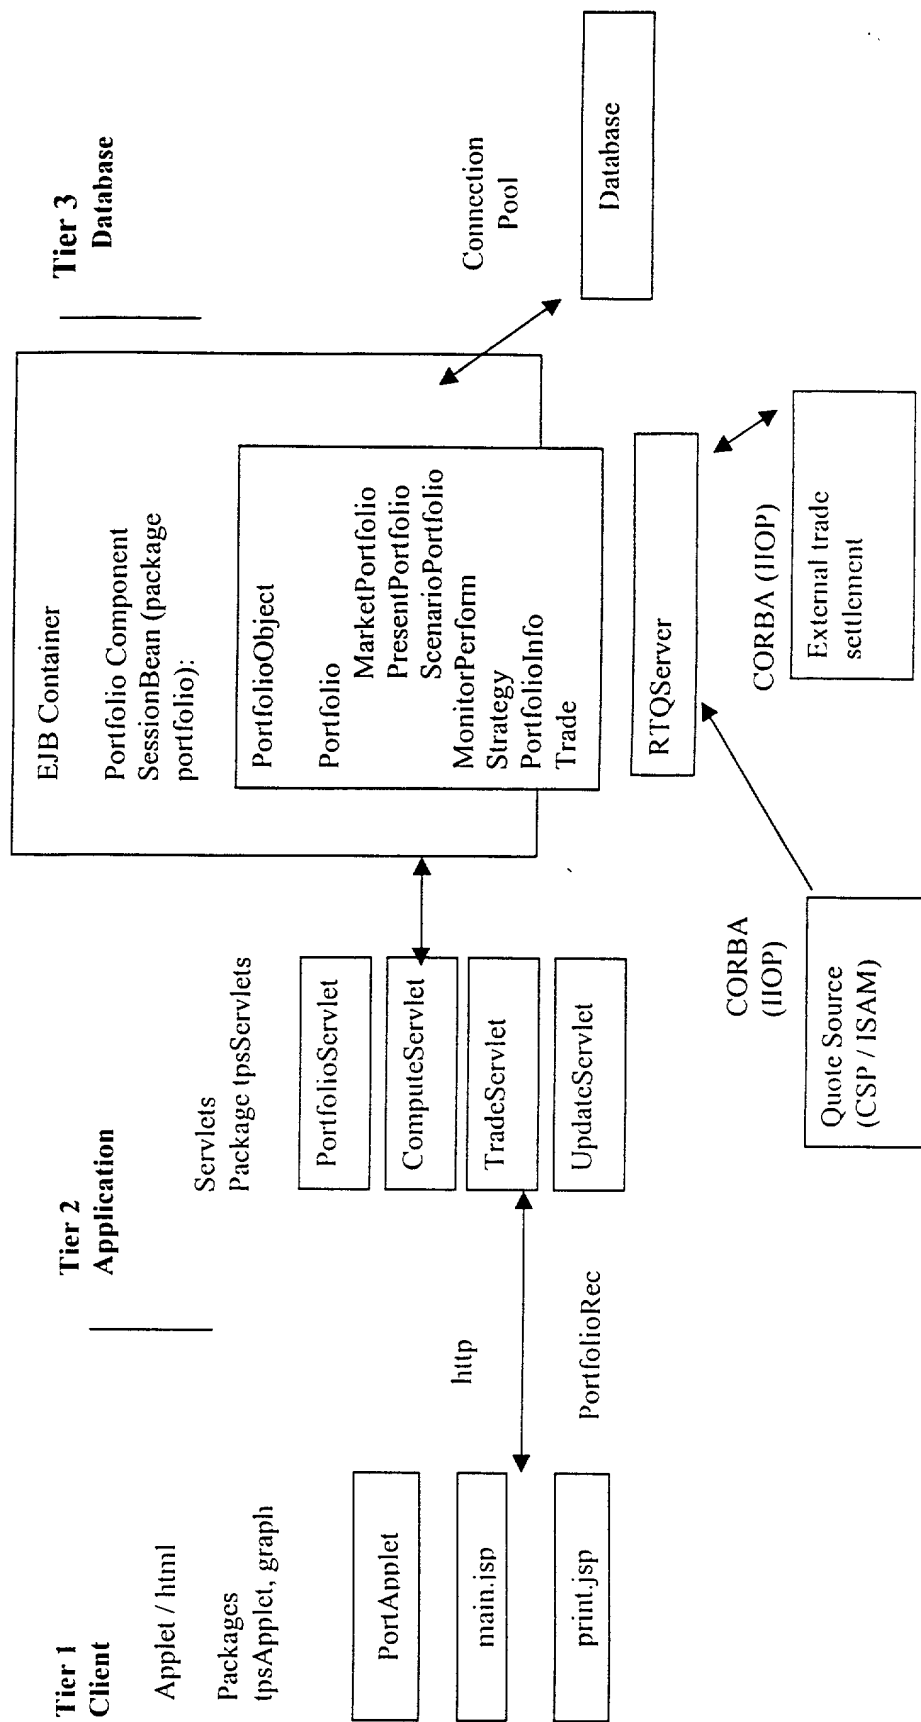 Tier 1
Client
Applet / html
Packages
tpsApplet, graph
PortApplet
main.jsp
print.jsp
http
PortfolioRec
Tier 2
Application
Servlets
Package tpsServlets
PortfolioServlet
ComputeServlet
TradeServlet
UpdateServlet
CORBA
(IIOP)
Quote Source
(CSP / ISAM)
EJB Container
Portfolio Component
SessionBean (package
portfolio):
PortfolioObject
Portfolio
MarketPortfolio
PresentPortfolio
ScenarioPortfolio
MonitorPerform
Strategy
PortfolioInfo
Trade
RTQServer
CORBA (IIOP)
External trade
settlement
Tier 3
Database
Connection
Pool
Database